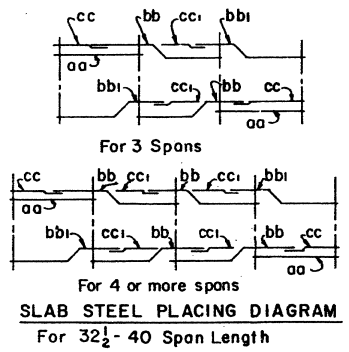 cc bb cc1 bb1
aa
bb1 cc1 bb cc
aa
For 3 Spans
cc bb cc1 bb cc1 bb1
aa
bb1 cc1 bb cc1 bb cc
aa
For 4 or more spans
SLAB STEEL PLACING DIAGRAM
For 32½-40 Span Length